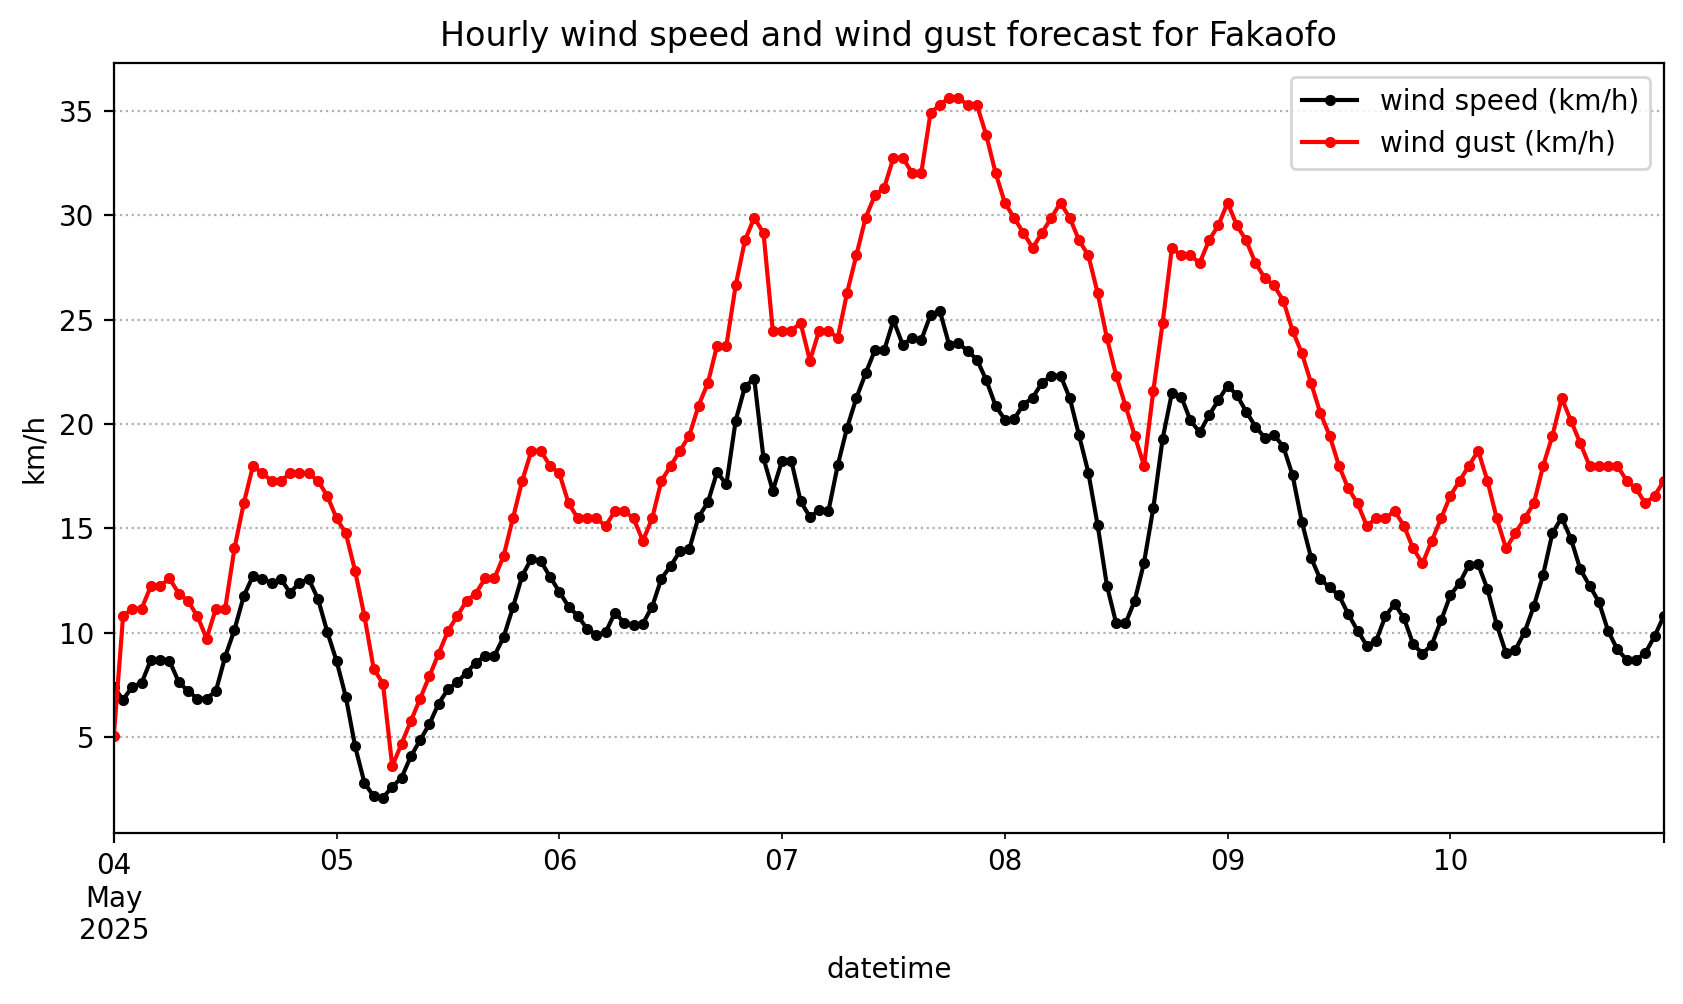 Hourly wind speed and wind gust forecast for Fakaofo
wind speed (km/h)
wind gust (km/h)
km/h
35
30
25
20
15
10
5
04
May
2025
05
06
07
08
09
10
datetime